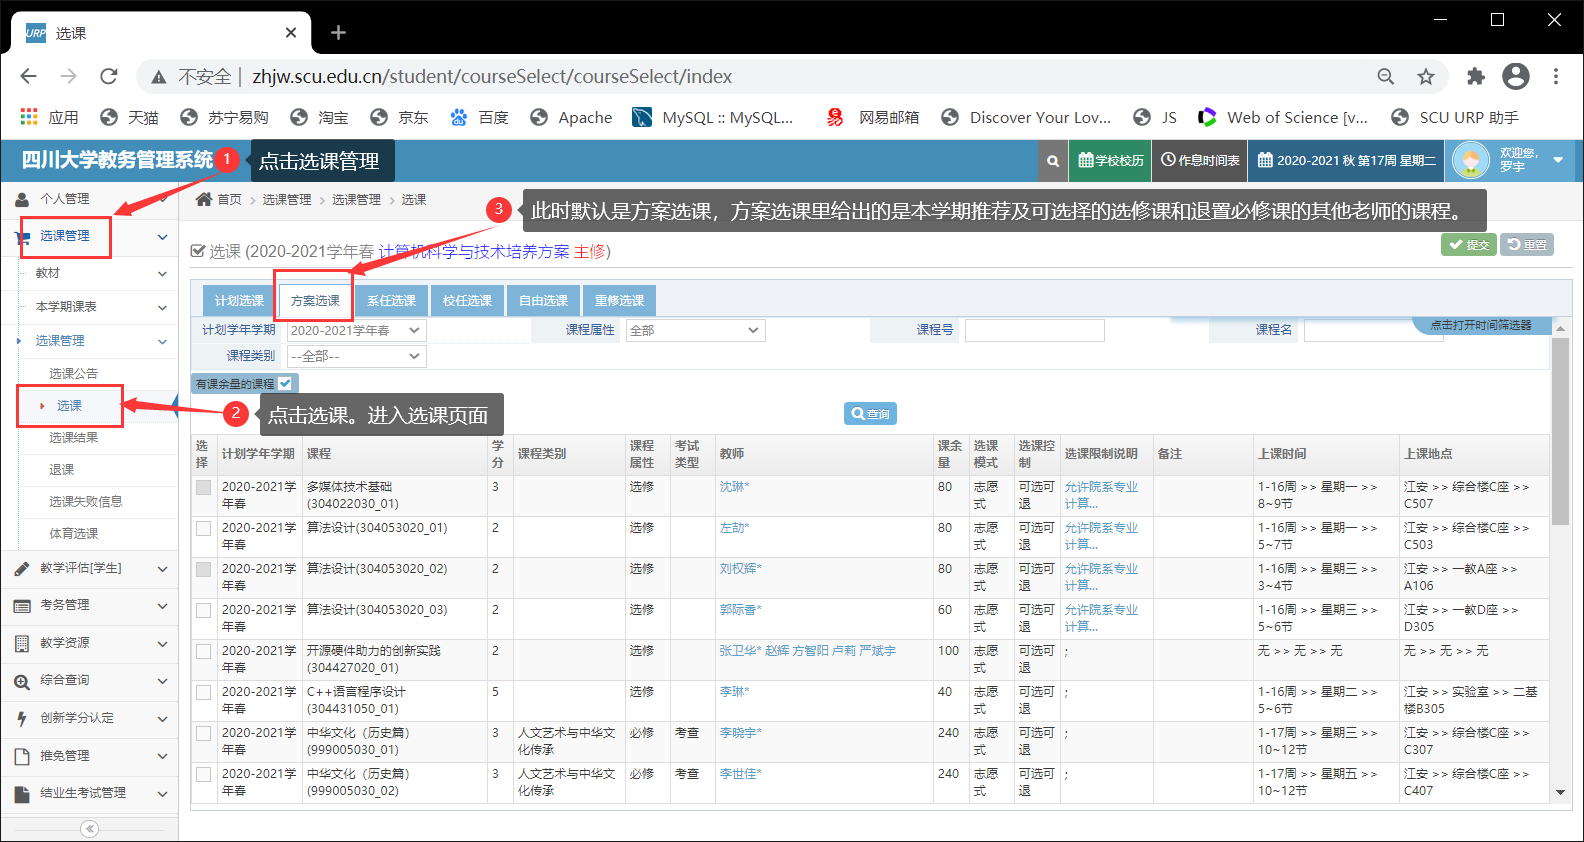 URP 选课
不安全 zhjw.scu.edu.cn/student/courseSelect/courseSelect/index
应用 天猫 苏宁易购 淘宝 京东 百度 Apache MySQL :: MySQL... 网易邮箱 Discover Your Lov... JS Web of Science [v... SCU URP 助手
四川大学教务管理系统 1 点击选课管理 学校校历 作息时间表 2020-2021 秋 第17周 星期二 欢迎您,
罗宇
个人管理
选课管理
教材
本学期课表
选课管理
选课公告
选课
选课结果
退课
选课失败信息
体育选课
教学评估[学生]
考务管理
教学资源
综合查询
创新学分认定
推免管理
结业生考试管理
首页 > 选课管理 > 选课管理 > 选课
3 此时默认是方案选课，方案选课里给出的是本学期推荐及可选择的选修课和退置必修课的其他老师的课程。
选课 (2020-2021学年春 计算机科学与技术培养方案 主修)
提交 重置
计划选课 方案选课 系任选课 校任选课 自由选课 重修选课
计划学年学期 2020-2021学年春 课程属性 全部 课程号 课程名 点击打开时间筛选器
课程类别 --全部--
有课余量的课程
2 点击选课。进入选课页面
查询
选择 计划学年学期 课程 学分 课程类别 课程属性 考试类型 教师 课余量 选课模式 选课控制 选课限制说明 备注 上课时间 上课地点
2020-2021学年春 多媒体技术基础(304022030_01) 3 选修 沈琳* 80 志愿式 可选可退 允许院系专业计算... 1-16周 >> 星期一 >> 8~9节 江安 >> 综合楼C座 >> C507
2020-2021学年春 算法设计(304053020_01) 2 选修 左劼* 80 志愿式 可选可退 允许院系专业计算... 1-16周 >> 星期一 >> 5~7节 江安 >> 综合楼C座 >> C503
2020-2021学年春 算法设计(304053020_02) 2 选修 刘权辉* 80 志愿式 可选可退 允许院系专业计算... 1-16周 >> 星期三 >> 3~4节 江安 >> 一教A座 >> A106
2020-2021学年春 算法设计(304053020_03) 2 选修 郭际香* 60 志愿式 可选可退 允许院系专业计算... 1-16周 >> 星期三 >> 5~6节 江安 >> 一教D座 >> D305
2020-2021学年春 开源硬件助力的创新实践(304427020_01) 2 选修 张卫华* 赵辉 方智阳 卢莉 严斌宇 100 志愿式 可选可退 ; 无 >> 无 >> 无 无 >> 无 >> 无
2020-2021学年春 C++语言程序设计(304431050_01) 5 选修 李琳* 40 志愿式 可选可退 ; 1-16周 >> 星期二 >> 5~6节 江安 >> 实验室 >> 二基楼B305
2020-2021学年春 中华文化（历史篇）(999005030_01) 3 人文艺术与中华文化传承 必修 考查 李晓宇* 240 志愿式 可选可退 ; 1-17周 >> 星期三 >> 10~12节 江安 >> 综合楼C座 >> C307
2020-2021学年春 中华文化（历史篇）(999005030_02) 3 人文艺术与中华文化传承 必修 考查 李世佳* 240 志愿式 可选可退 ; 1-17周 >> 星期五 >> 10~12节 江安 >> 综合楼C座 >> C407